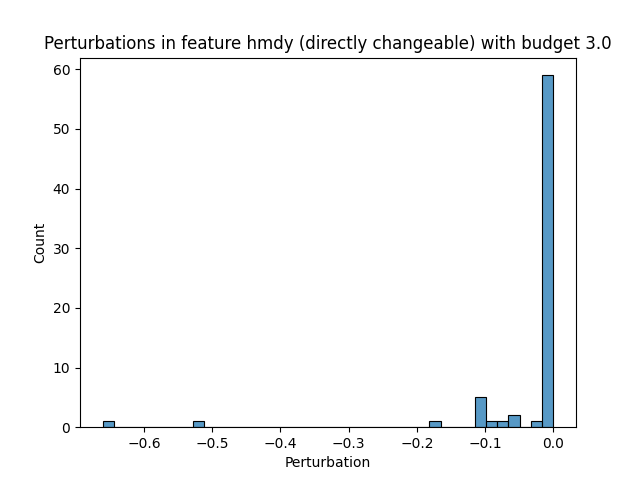 Perturbations in feature hmdy (directly changeable) with budget 3.0
60
50
40
30
20
10
0
Count
−0.6 −0.5 −0.4 −0.3 −0.2 −0.1 0.0
Perturbation